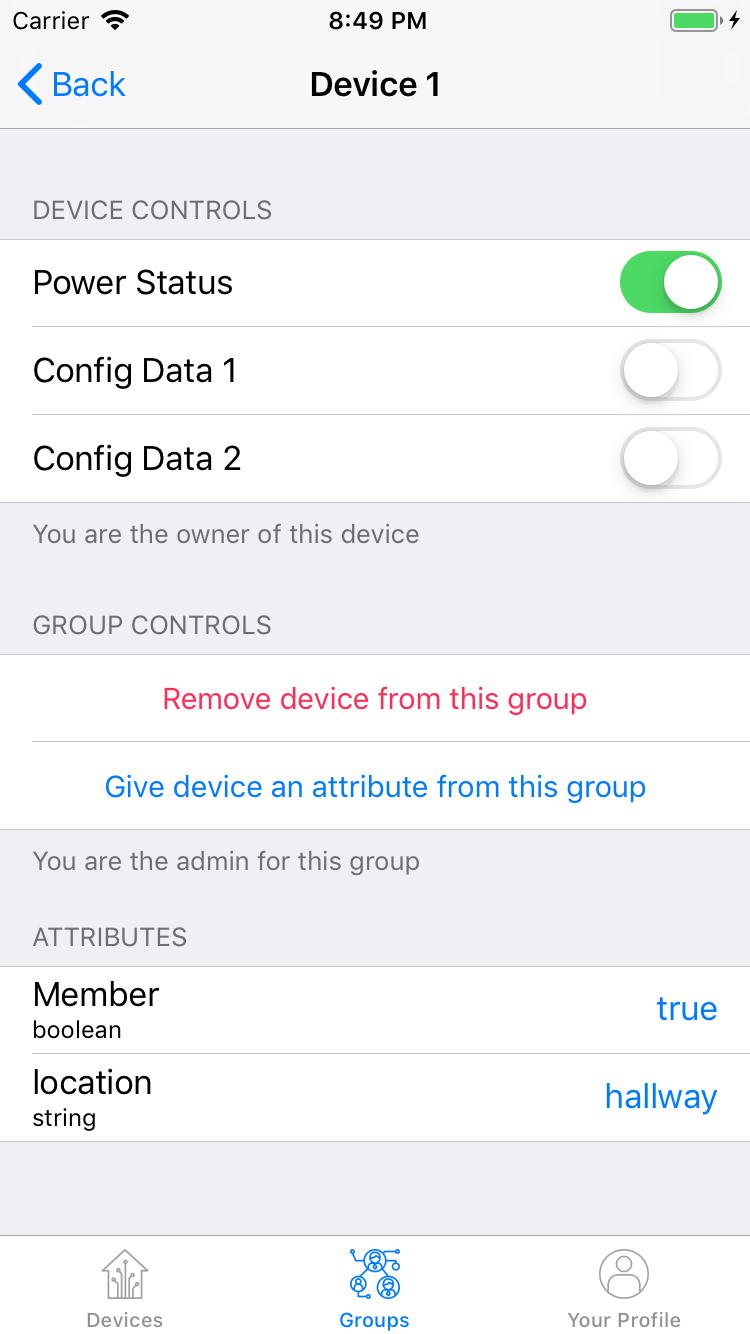 Carrier 8:49 PM
Back Device 1
DEVICE CONTROLS
Power Status
Config Data 1
Config Data 2
You are the owner of this device
GROUP CONTROLS
Remove device from this group
Give device an attribute from this group
You are the admin for this group
ATTRIBUTES
Member
boolean
true
location
string
hallway
Devices Groups Your Profile